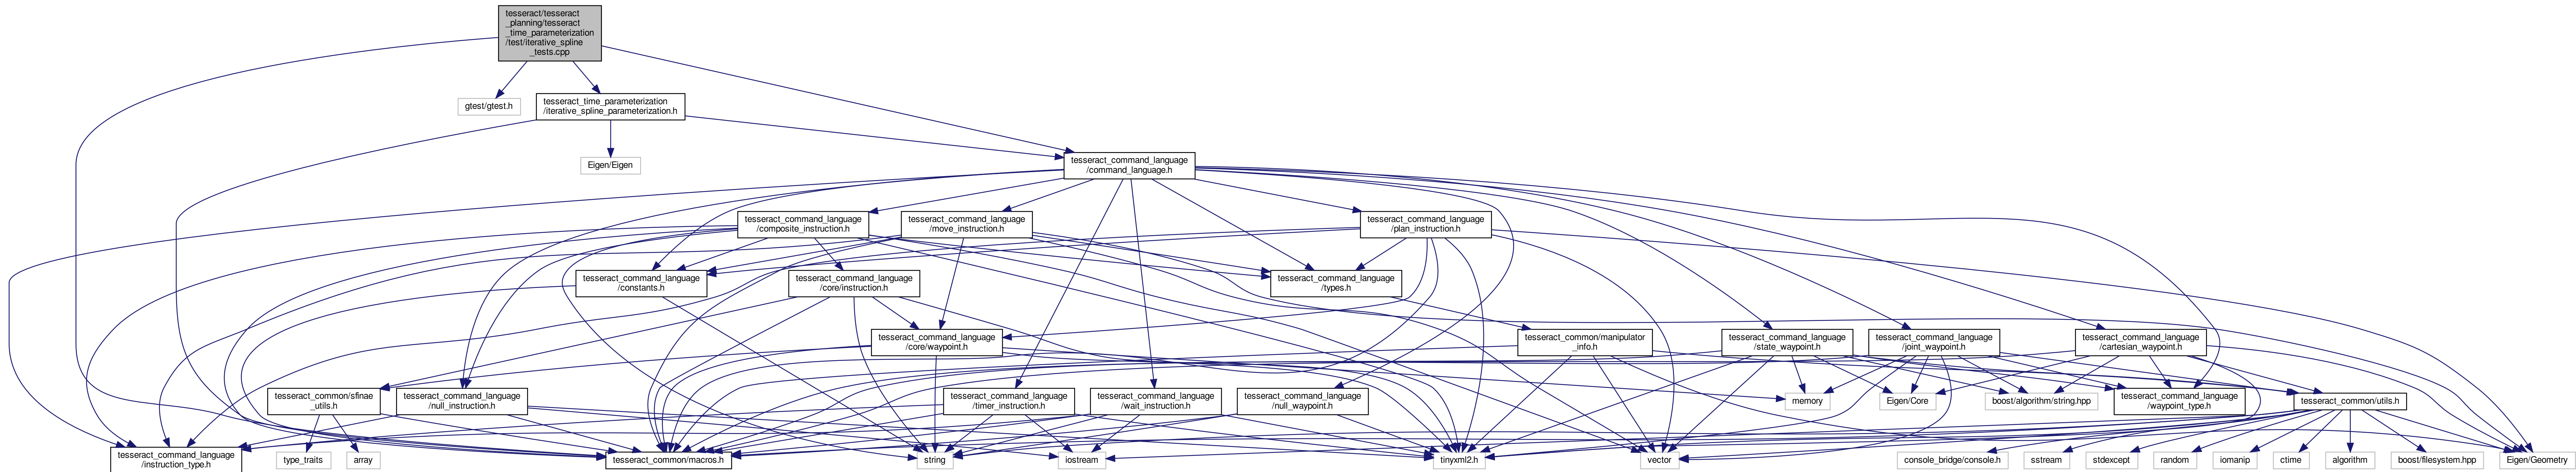 tesseract/tesseract
_planning/tesseract
_time_parameterization
/test/iterative_spline
_tests.cpp
gtest/gtest.h
tesseract_time_parameterization
/iterative_spline_parameterization.h
Eigen/Eigen
tesseract_command_language
/command_language.h
tesseract_command_language
/composite_instruction.h
tesseract_command_language
/move_instruction.h
tesseract_command_language
/plan_instruction.h
tesseract_command_language
/constants.h
tesseract_command_language
/core/instruction.h
tesseract_command_language
/types.h
tesseract_command_language
/core/waypoint.h
tesseract_common/manipulator
_info.h
tesseract_command_language
/state_waypoint.h
tesseract_command_language
/joint_waypoint.h
tesseract_command_language
/cartesian_waypoint.h
tesseract_common/sfinae
_utils.h
tesseract_command_language
/null_instruction.h
tesseract_command_language
/timer_instruction.h
tesseract_command_language
/wait_instruction.h
tesseract_command_language
/null_waypoint.h
memory
Eigen/Core
boost/algorithm/string.hpp
tesseract_command_language
/waypoint_type.h
tesseract_common/utils.h
tesseract_command_language
/instruction_type.h
type_traits
array
tesseract_common/macros.h
string
iostream
tinyxml2.h
vector
console_bridge/console.h
sstream
stdexcept
random
iomanip
ctime
algorithm
boost/filesystem.hpp
Eigen/Geometry